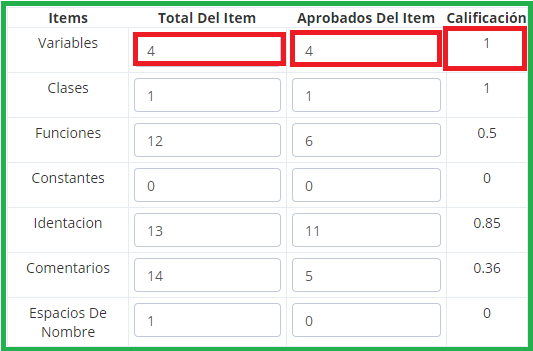 Items Total Del Item Aprobados Del Item Calificación
Variables 4 4 1
Clases 1 1 1
Funciones 12 6 0.5
Constantes 0 0 0
Identacion 13 11 0.85
Comentarios 14 5 0.36
Espacios De
Nombre 1 0 0